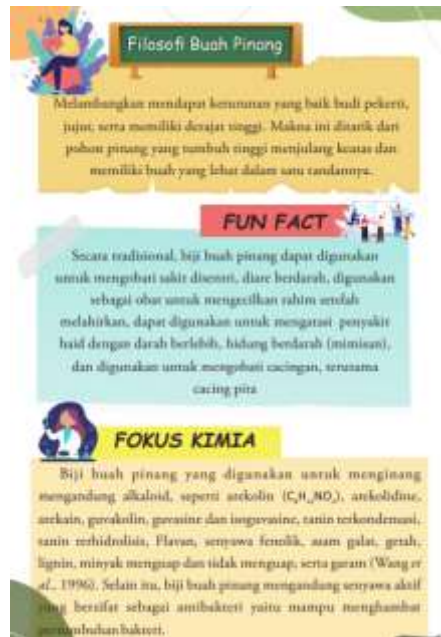 Filosofi Buah Pinang
Melambangkan mendapat keturunan yang baik budi pekerti,
jujur, serta memiliki derajat tinggi. Makna ini ditarik dari
pohon pinang yang tumbuh tinggi menjulang keatas dan
memiliki buah yang lebat dalam satu tandannya.
FUN FACT
Secara tradisional, biji buah pinang dapat digunakan
untuk mengobati sakit disentri, diare berdarah, digunakan
sebagai obat untuk mengecilkan rahim setelah
melahirkan, dapat digunakan untuk mengatasi penyakit
haid dengan darah berlebih, hidung berdarah (mimisan),
dan digunakan untuk mengobati cacingan, terutama
cacing pita
FOKUS KIMIA
Biji buah pinang yang digunakan untuk menginang
mengandung alkaloid, seperti arekolin arekolidine,
arekain, guvakolin, guvasine dan isoguvasine, tanin terkondensasi,
tanin terhidrolisis, Flavan, senyawa fenolik, asam galat, getah,
lignin, minyak menguap dan tidak menguap, serta garam (Wang et
al., 1996). Selain itu, biji buah pinang mengandung senyawa aktif
yang bersifat sebagai antibakteri yaitu mampu menghambat
pertumbuhan bakteri.